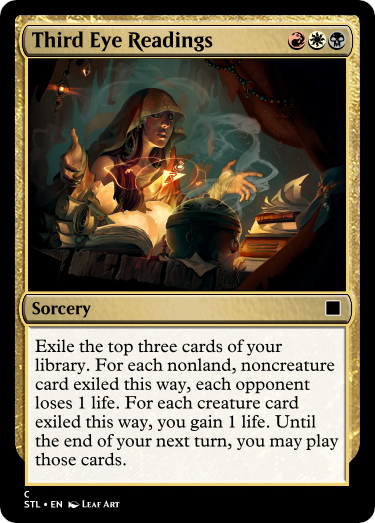 Third Eye Readings
Sorcery
Exile the top three cards of your
library. For each nonland, noncreature
card exiled this way, each opponent
loses 1 life. For each creature card
exiled this way, you gain 1 life. Until
the end of your next turn, you may play
those cards.
C
STL • EN Leaf Art